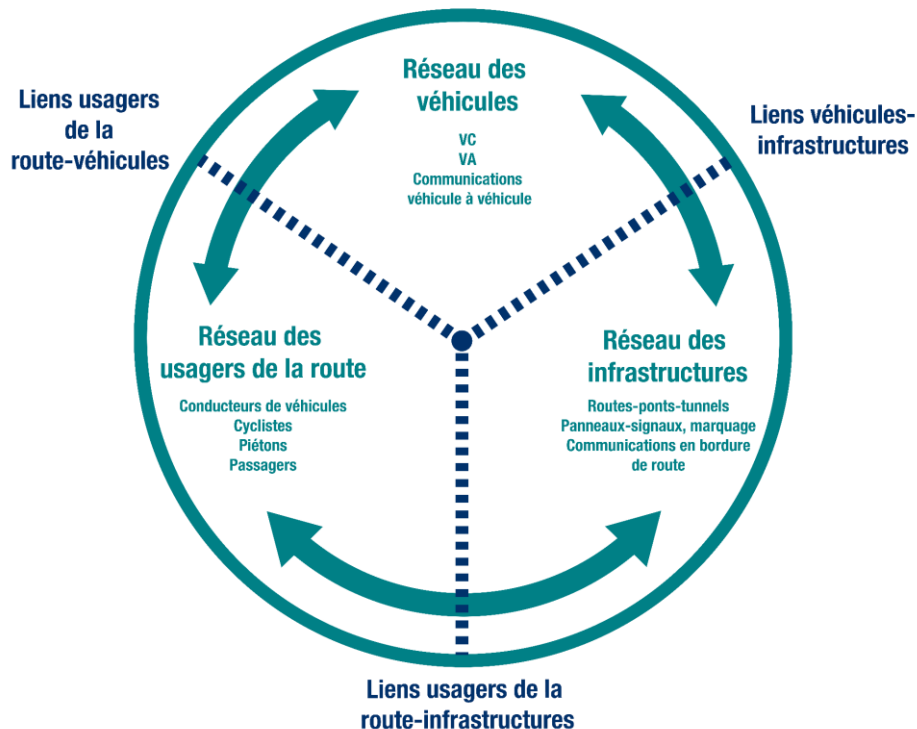 Réseau des
véhicules
VC
VA
Communications
véhicule à véhicule
Liens usagers
de la
route-véhicules
Liens véhicules-
infrastructures
Réseau des
usagers de la route
Conducteurs de véhicules
Cyclistes
Piétons
Passagers
Réseau des
infrastructures
Routes-ponts-tunnels
Panneaux-signaux, marquage
Communications en bordure
de route
Liens usagers de la
route-infrastructures